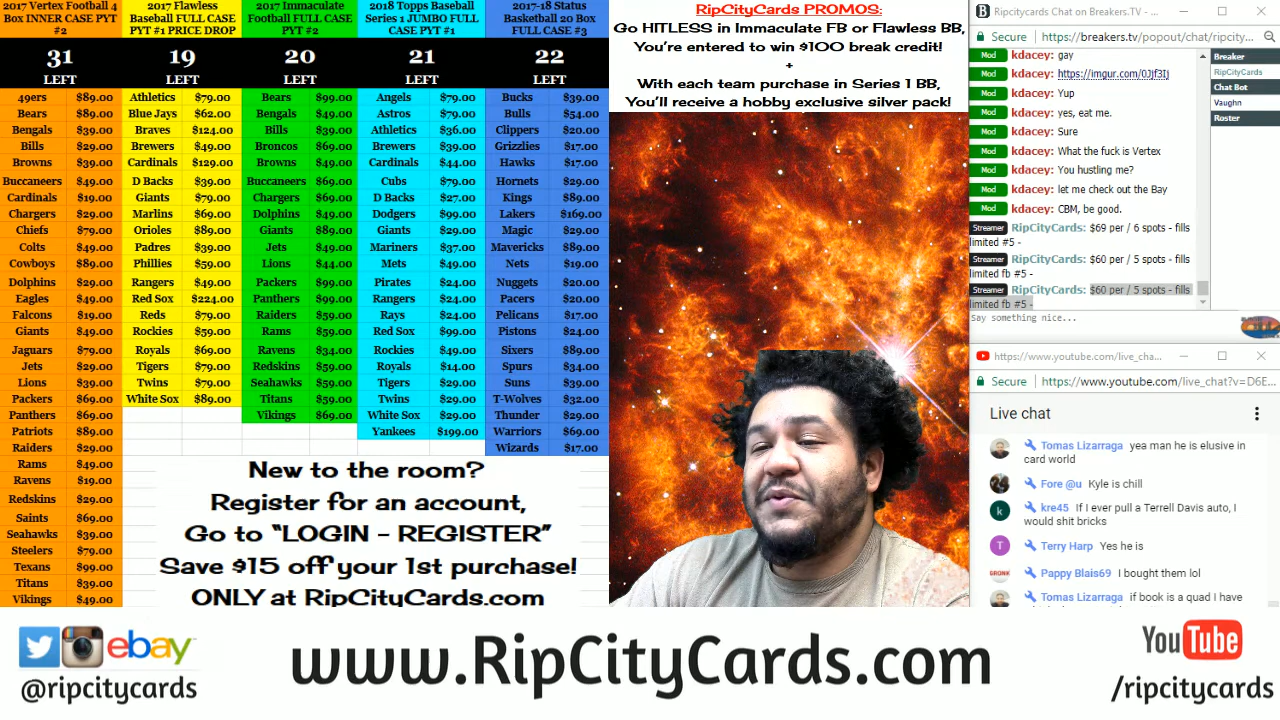 2017 Vertex Football 4
Box INNER CASE PYT
#2
31
LEFT
49ers $89.00
Bears $89.00
Bengals $39.00
Bills $29.00
Browns $39.00
Buccaneers $49.00
Cardinals $19.00
Chargers $29.00
Chiefs $79.00
Colts $49.00
Cowboys $89.00
Dolphins $29.00
Eagles $49.00
Falcons $19.00
Giants $49.00
Jaguars $79.00
Jets $29.00
Lions $39.00
Packers $69.00
Panthers $69.00
Patriots $89.00
Raiders $29.00
Rams $49.00
Ravens $19.00
Redskins $29.00
Saints $69.00
Seahawks $39.00
Steelers $79.00
Texans $99.00
Titans $39.00
Vikings $49.00
2017 Flawless
Baseball FULL CASE
PYT #1 PRICE DROP
19
LEFT
Athletics $79.00
Blue Jays $62.00
Braves $124.00
Brewers $49.00
Cardinals $129.00
D Backs $39.00
Giants $79.00
Marlins $69.00
Orioles $89.00
Padres $39.00
Phillies $59.00
Rangers $49.00
Red Sox $224.00
Reds $79.00
Rockies $59.00
Royals $69.00
Tigers $79.00
Twins $79.00
White Sox $89.00
2017 Immaculate
Football FULL CASE
PYT #2
20
LEFT
Bears $99.00
Bengals $49.00
Bills $39.00
Broncos $69.00
Browns $49.00
Buccaneers $69.00
Chargers $69.00
Dolphins $49.00
Giants $89.00
Jets $49.00
Lions $44.00
Packers $99.00
Panthers $99.00
Raiders $59.00
Rams $59.00
Ravens $34.00
Redskins $59.00
Seahawks $59.00
Titans $59.00
Vikings $69.00
2018 Topps Baseball
Series 1 JUMBO FULL
CASE PYT #1
21
LEFT
Angels $79.00
Astros $79.00
Athletics $36.00
Brewers $39.00
Cardinals $44.00
Cubs $79.00
D Backs $27.00
Dodgers $99.00
Giants $29.00
Mariners $37.00
Mets $49.00
Pirates $24.00
Rangers $24.00
Rays $24.00
Red Sox $99.00
Rockies $49.00
Royals $14.00
Tigers $29.00
Twins $29.00
White Sox $29.00
Yankees $199.00
2017-18 Status
Basketball 20 Box
FULL CASE #3
22
LEFT
Bucks $39.00
Bulls $54.00
Clippers $20.00
Grizzlies $17.00
Hawks $17.00
Hornets $29.00
Kings $89.00
Lakers $169.00
Magic $29.00
Mavericks $89.00
Nets $19.00
Nuggets $20.00
Pacers $20.00
Pelicans $17.00
Pistons $24.00
Sixers $89.00
Spurs $34.00
Suns $39.00
T-Wolves $32.00
Thunder $29.00
Warriors $69.00
Wizards $17.00
New to the room?
Register for an account,
Go to "LOGIN - REGISTER"
Save $15 off your 1st purchase!
ONLY at RipCityCards.com
RipCityCards PROMOS:
Go HITLESS in Immaculate FB or Flawless BB,
You're entered to win $100 break credit!
+
With each team purchase in Series 1 BB,
You'll receive a hobby exclusive silver pack!
B Ripcitycards Chat on Breakers.TV - ...
Secure https://breakers.tv/popout/chat/ripcity...
Mod kdacey: gay
Mod kdacey: https://imgur.com/0Jjf3Ij
Mod kdacey: Yup
Mod kdacey: yes, eat me.
Mod kdacey: Sure
Mod kdacey: What the fuck is Vertex
Mod kdacey: You hustling me?
Mod kdacey: let me check out the Bay
Mod kdacey: CBM, be good.
Streamer RipCityCards: $69 per / 6 spots - fills
limited #5 -
Streamer RipCityCards: $60 per / 5 spots - fills
limited fb #5 -
Streamer RipCityCards: $60 per / 5 spots - fills
limited fb #5 -
Say something nice...
Breaker
RipCityCards
Chat Bot
Vaughn
Roster
https://www.youtube.com/live_cha...
Secure https://www.youtube.com/live_chat?v=D6E...
Live chat
Tomas Lizarraga yea man he is elusive in
card world
Fore @u Kyle is chill
k kre45 If I ever pull a Terrell Davis auto, I
would shit bricks
T Terry Harp Yes he is
GRONK Pappy Blais69 I bought them lol
Tomas Lizarraga if book is a quad I have
ebay
@ripcitycards
www.RipCityCards.com
YouTube
/ripcitycards